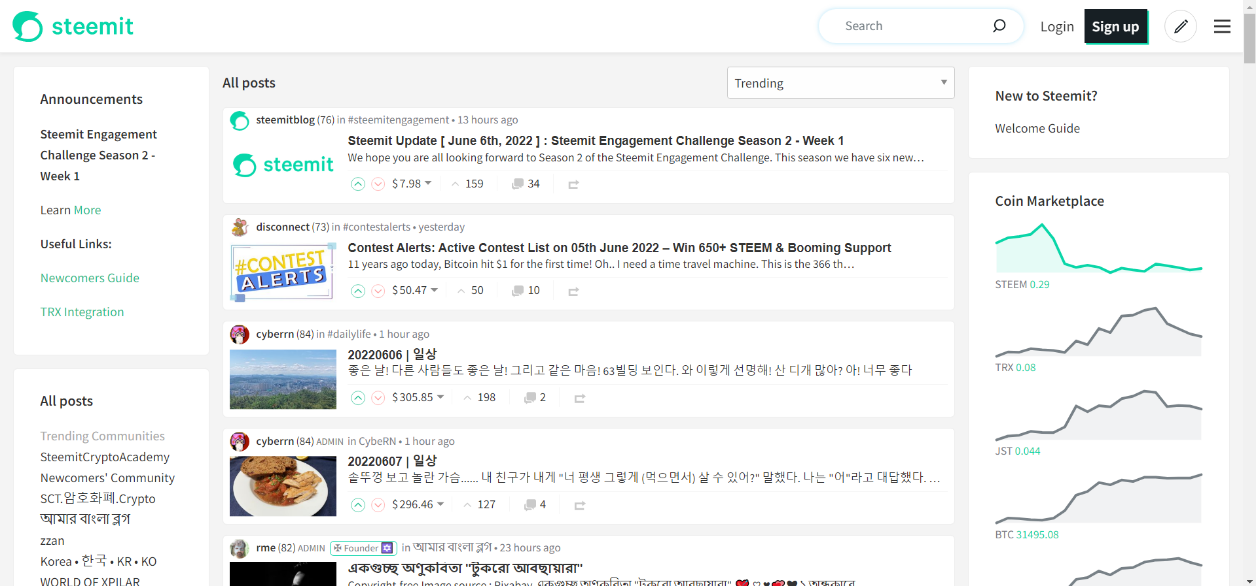 steemit
Search
Login
Sign up
Announcements
Steemit Engagement
Challenge Season 2 -
Week 1
Learn More
Useful Links:
Newcomers Guide
TRX Integration
All posts
Trending Communities
SteemitCryptoAcademy
Newcomers' Community
SCT.암호화폐.Crypto
আমার বাংলা ব্লগ
zzan
Korea • 한국 • KR • KO
WORLD OF XPILAR
All posts
Trending
steemitblog (76) in #steemitengagement • 13 hours ago
steemit
Steemit Update [ June 6th, 2022 ] : Steemit Engagement Challenge Season 2 - Week 1
We hope you are all looking forward to Season 2 of the Steemit Engagement Challenge. This season we have six new…
$ 7.98 159 34
disconnect (73) in #contestalerts • yesterday
#CONTEST
ALERTS
Contest Alerts: Active Contest List on 05th June 2022 – Win 650+ STEEM & Booming Support
11 years ago today, Bitcoin hit $1 for the first time! Oh.. I need a time travel machine. This is the 366 th…
$ 50.47 50 10
cyberrn (84) in #dailylife • 1 hour ago
20220606 | 일상
좋은 날! 다른 사람들도 좋은 날! 그리고 같은 마음! 63빌딩 보인다. 와 이렇게 선명해! 산 디게 많아? 아! 너무 좋다
$ 305.85 198 2
cyberrn (84) ADMIN in CybeRN • 1 hour ago
20220607 | 일상
솥뚜껑 보고 놀란 가슴...... 내 친구가 내게 "너 평생 그렇게 (먹으면서) 살 수 있어?" 말했다. 나는 "어"라고 대답했다. …
$ 296.46 127 4
rme (82) ADMIN Founder in আমার বাংলা ব্লগ • 23 hours ago
একগুচ্ছ অণুকবিতা "টুকরো আবছায়ারা"
Copyright-free Image source : Pixabay একগুচ্ছ অণুকবিতা "টুকরো আবছায়ারা"
New to Steemit?
Welcome Guide
Coin Marketplace
STEEM 0.29
TRX 0.08
JST 0.044
BTC 31495.08